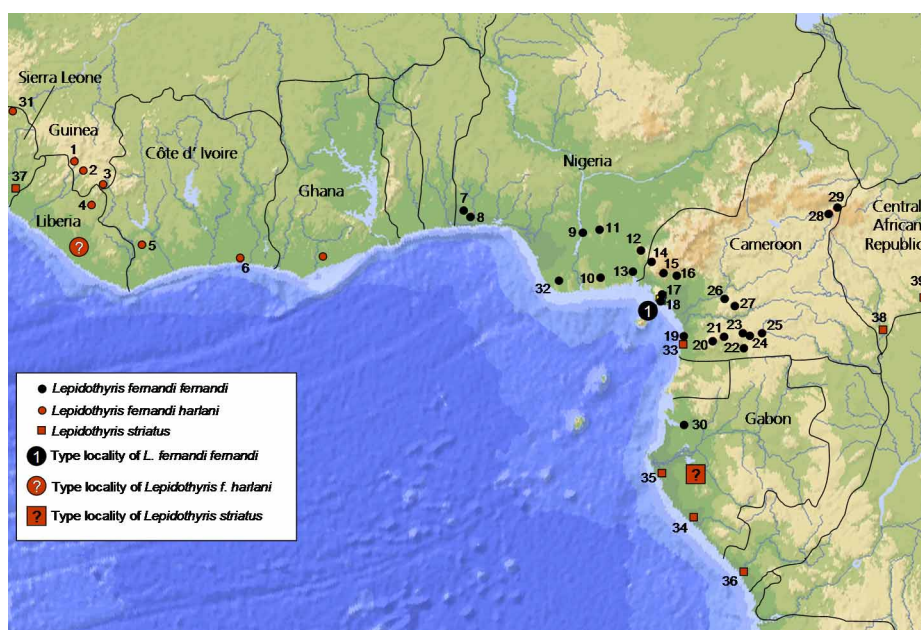 Sierra Leone
31
Guinea
1
2
3
37
4
Liberia
?
5
Côte d' Ivoire
6
Ghana
7
8
Nigeria
9
11
12
14
13
10
32
15
16
17
18
1
19
33
20
21
22
23
24
25
26
27
28
29
Cameroon
Central
African
Republic
39
38
30
Gabon
35
?
34
36
Lepidothyris fernandi fernandi
Lepidothyris fernandi harlani
Lepidothyris striatus
1 Type locality of L. fernandi fernandi
? Type locality of Lepidothyris f. harlani
? Type locality of Lepidothyris striatus